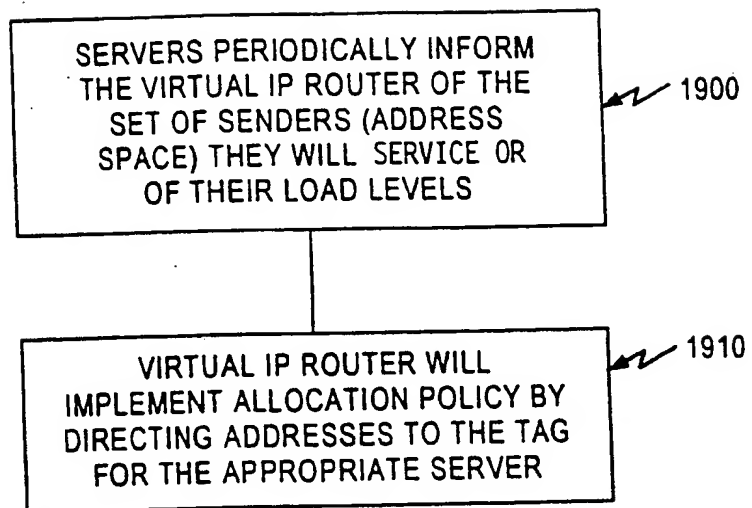 SERVERS PERIODICALLY INFORM
THE VIRTUAL IP ROUTER OF THE
SET OF SENDERS (ADDRESS
SPACE) THEY WILL SERVICE OR
OF THEIR LOAD LEVELS
1900
VIRTUAL IP ROUTER WILL
IMPLEMENT ALLOCATION POLICY BY
DIRECTING ADDRESSES TO THE TAG
FOR THE APPROPRIATE SERVER
1910